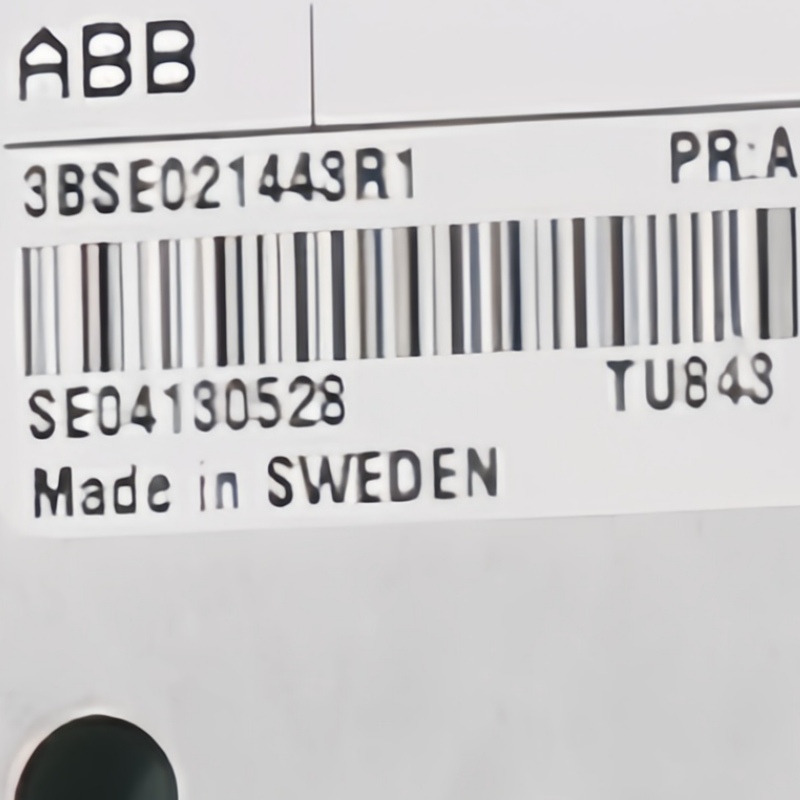 ABB
3BSE021443R1 PR:A
SE04130528 TU843
Made in SWEDEN